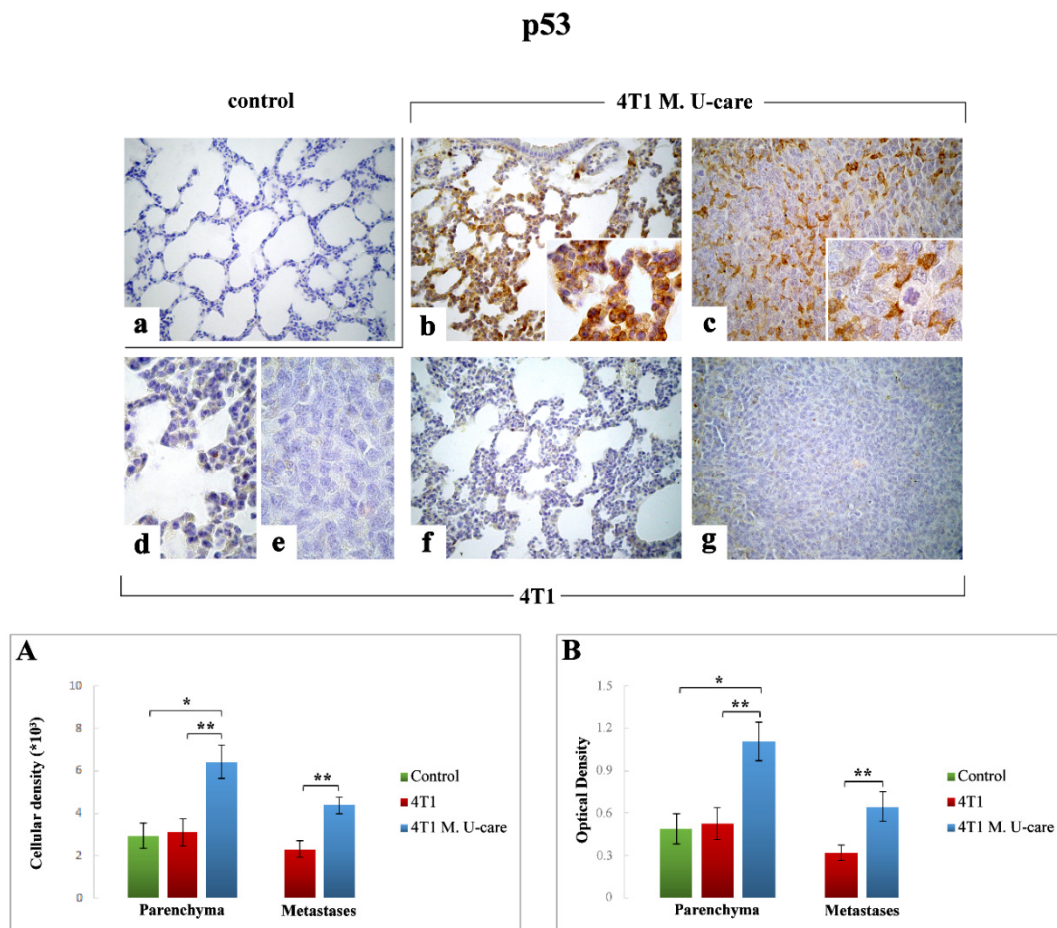 p53
control
4T1 M. U-care
a
b
c
d
e
f
g
4T1
A
Cellular density (*10³)
10
8
6
4
2
0
*
**
**
Parenchyma
Metastases
Control
4T1
4T1 M. U-care
B
Optical Density
1.5
1.2
0.9
0.6
0.3
0
*
**
**
Parenchyma
Metastases
Control
4T1
4T1 M. U-care